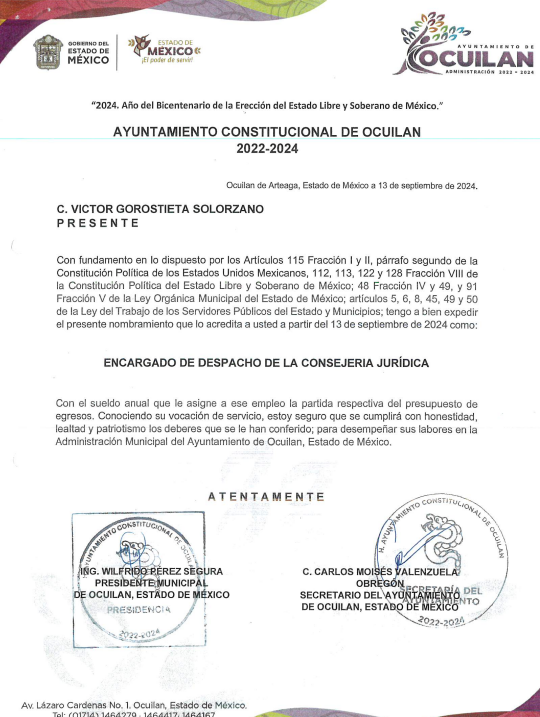 GOBIERNO DEL
ESTADO DE
MÉXICO
ESTADO DE
MÉXICO
¡El poder de servir!
AYUNTAMIENTO DE
OCUILAN
ADMINISTRACIÓN 2022 - 2024
“2024. Año del Bicentenario de la Erección del Estado Libre y Soberano de México.”
AYUNTAMIENTO CONSTITUCIONAL DE OCUILAN
2022-2024
Ocuilan de Arteaga, Estado de México a 13 de septiembre de 2024.
C. VICTOR GOROSTIETA SOLORZANO
P R E S E N T E
Con fundamento en lo dispuesto por los Artículos 115 Fracción I y II, párrafo segundo de la
Constitución Política de los Estados Unidos Mexicanos, 112, 113, 122 y 128 Fracción VIII de
la Constitución Política del Estado Libre y Soberano de México; 48 Fracción IV y 49, y 91
Fracción V de la Ley Orgánica Municipal del Estado de México; artículos 5, 6, 8, 45, 49 y 50
de la Ley del Trabajo de los Servidores Públicos del Estado y Municipios; tengo a bien expedir
el presente nombramiento que lo acredita a usted a partir del 13 de septiembre de 2024 como:
ENCARGADO DE DESPACHO DE LA CONSEJERIA JURÍDICA
Con el sueldo anual que le asigne a ese empleo la partida respectiva del presupuesto de
egresos. Conociendo su vocación de servicio, estoy seguro que se cumplirá con honestidad,
lealtad y patriotismo los deberes que se le han conferido; para desempeñar sus labores en la
Administración Municipal del Ayuntamiento de Ocuilan, Estado de México.
A T E N T A M E N T E
AYUNTAMIENTO CONSTITUCIONAL DE
ING. WILFRIDO PÉREZ SEGURA
PRESIDENTE MUNICIPAL
DE OCUILAN, ESTADO DE MÉXICO
PRESIDENCIA
2022-2024
H. AYUNTAMIENTO CONSTITUCIONAL DE OCUILAN
C. CARLOS MOISÉS VALENZUELA
OBREGÓN
SECRETARIO DEL AYUNTAMIENTO
DE OCUILAN, ESTADO DE MÉXICO
SECRETARÍA DEL
AYUNTAMIENTO
2022-2024
Av. Lázaro Cardenas No. 1. Ocuilan, Estado de México.
Tel: (01714) 1464279 · 1464417; 1464167